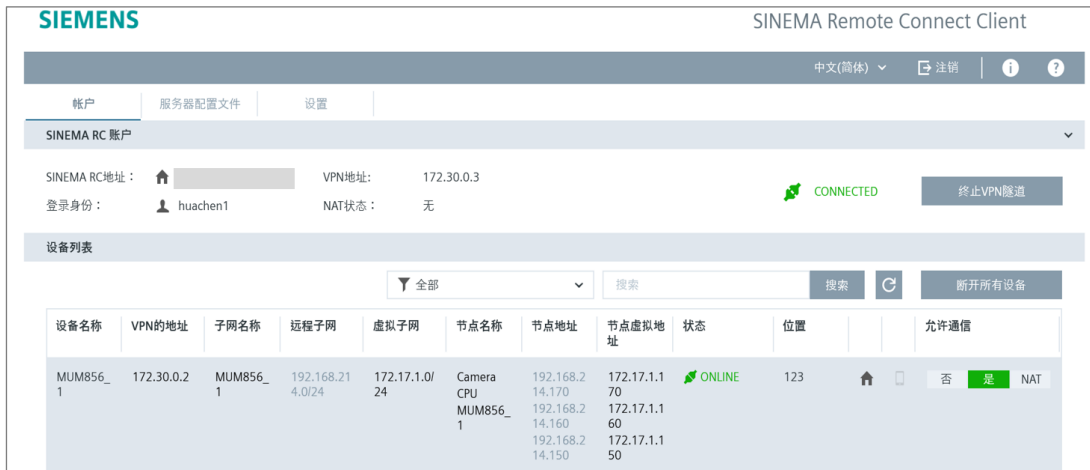 SIEMENS
SINEMA Remote Connect Client
中文(简体)
注销
帐户
服务器配置文件
设置
SINEMA RC 账户
SINEMA RC地址：
VPN地址:
172.30.0.3
CONNECTED
终止VPN隧道
登录身份：
huachen1
NAT状态：
无
设备列表
全部
搜索
搜索
断开所有设备
设备名称
VPN的地址
子网名称
远程子网
虚拟子网
节点名称
节点地址
节点虚拟地
址
状态
位置
允许通信
MUM856_
1
172.30.0.2
MUM856_
1
192.168.21
4.0/24
172.17.1.0/
24
Camera
CPU
MUM856_
1
192.168.2
14.170
192.168.2
14.160
192.168.2
14.150
172.17.1.1
70
172.17.1.1
60
172.17.1.1
50
ONLINE
123
否
是
NAT